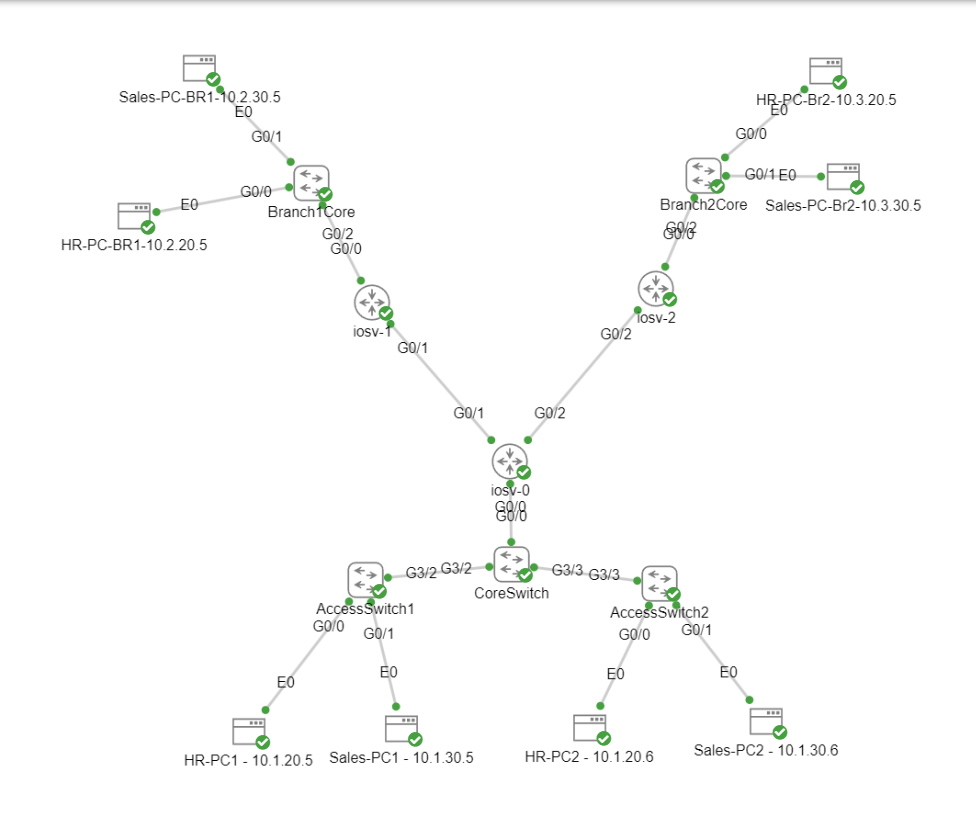 Sales-PC-BR1-10.2.30.5
E0
G0/1
HR-PC-Br2-10.3.20.5
E0
G0/0
G0/0
E0
Branch1Core
HR-PC-BR1-10.2.20.5
G0/2
G0/0
G0/1
E0
Branch2Core
Sales-PC-Br2-10.3.30.5
G0/2
G0/0
iosv-1
G0/1
iosv-2
G0/2
G0/1
G0/2
iosv-0
G0/0
G0/0
G3/2
G3/2
G3/3
G3/3
CoreSwitch
AccessSwitch1
G0/0
G0/1
AccessSwitch2
G0/0
G0/1
E0
E0
E0
E0
HR-PC1 - 10.1.20.5
Sales-PC1 - 10.1.30.5
HR-PC2 - 10.1.20.6
Sales-PC2 - 10.1.30.6